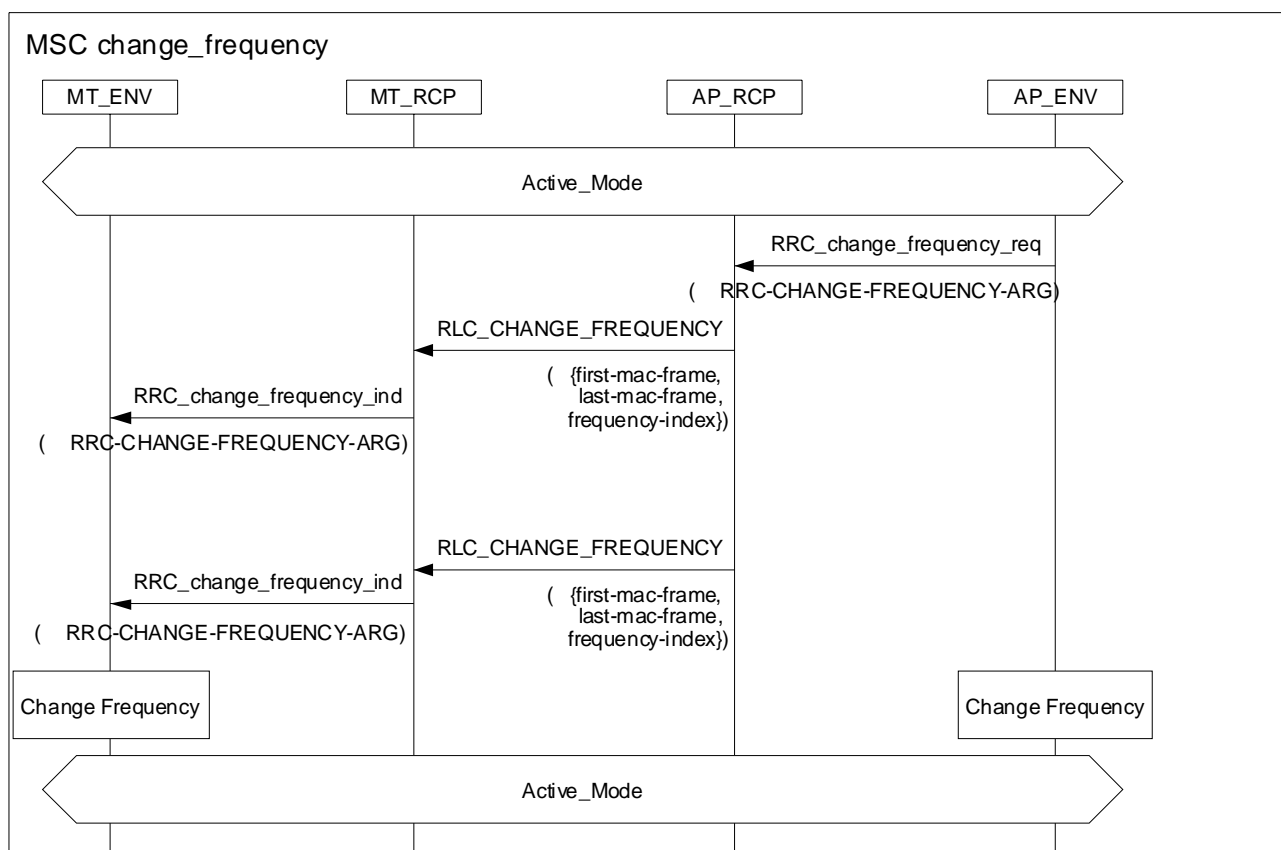 MSC change_frequency
MT_ENV
MT_RCP
AP_RCP
AP_ENV
Active_Mode
RRC_change_frequency_req
( RRC-CHANGE-FREQUENCY-ARG)
RLC_CHANGE_FREQUENCY
( {first-mac-frame,
last-mac-frame,
frequency-index})
RRC_change_frequency_ind
( RRC-CHANGE-FREQUENCY-ARG)
RLC_CHANGE_FREQUENCY
( {first-mac-frame,
last-mac-frame,
frequency-index})
RRC_change_frequency_ind
( RRC-CHANGE-FREQUENCY-ARG)
Change Frequency
Change Frequency
Active_Mode